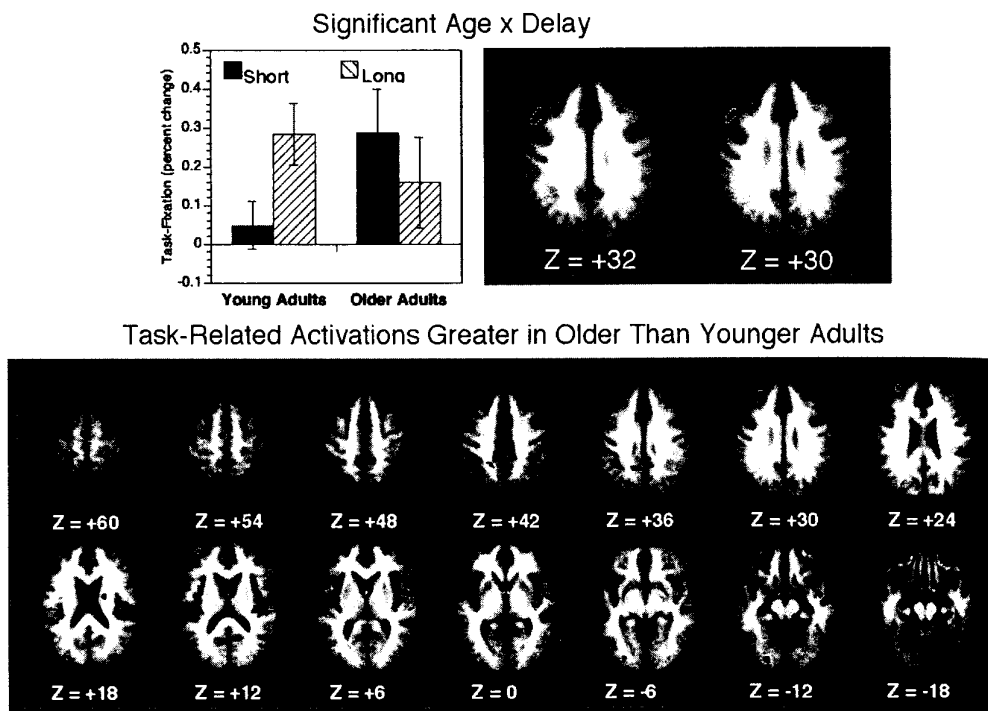 Significant Age x Delay
Task-Fixation (percent change)
0.5
0.4
0.3
0.2
0.1
0
-0.1
Short
Long
Young Adults
Older Adults
Z = +32
Z = +30
Task-Related Activations Greater in Older Than Younger Adults
Z = +60
Z = +54
Z = +48
Z = +42
Z = +36
Z = +30
Z = +24
Z = +18
Z = +12
Z = +6
Z = 0
Z = -6
Z = -12
Z = -18